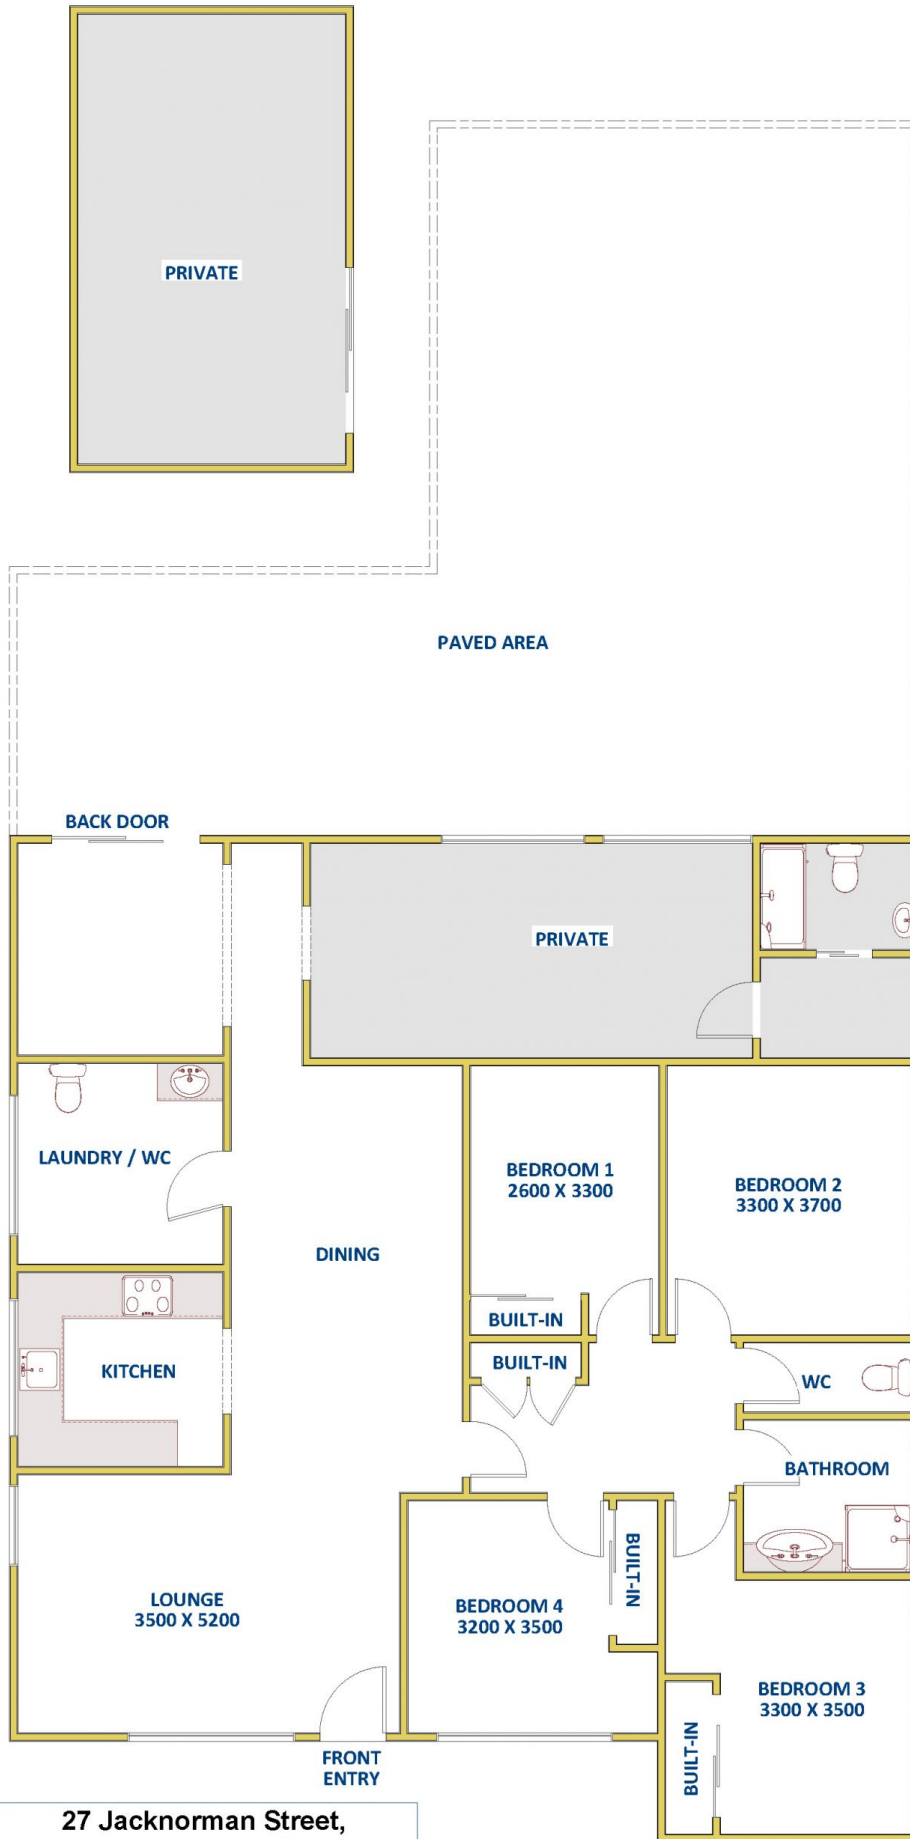 PRIVATE
PAVED AREA
BACK DOOR
PRIVATE
LAUNDRY / WC
BEDROOM 1
2600 X 3300
BEDROOM 2
3300 X 3700
DINING
BUILT-IN
BUILT-IN
KITCHEN
WC
BATHROOM
LOUNGE
3500 X 5200
BEDROOM 4
3200 X 3500
BUILT-IN
BEDROOM 3
3300 X 3500
BUILT-IN
FRONT
ENTRY
27 Jacknorman Street,